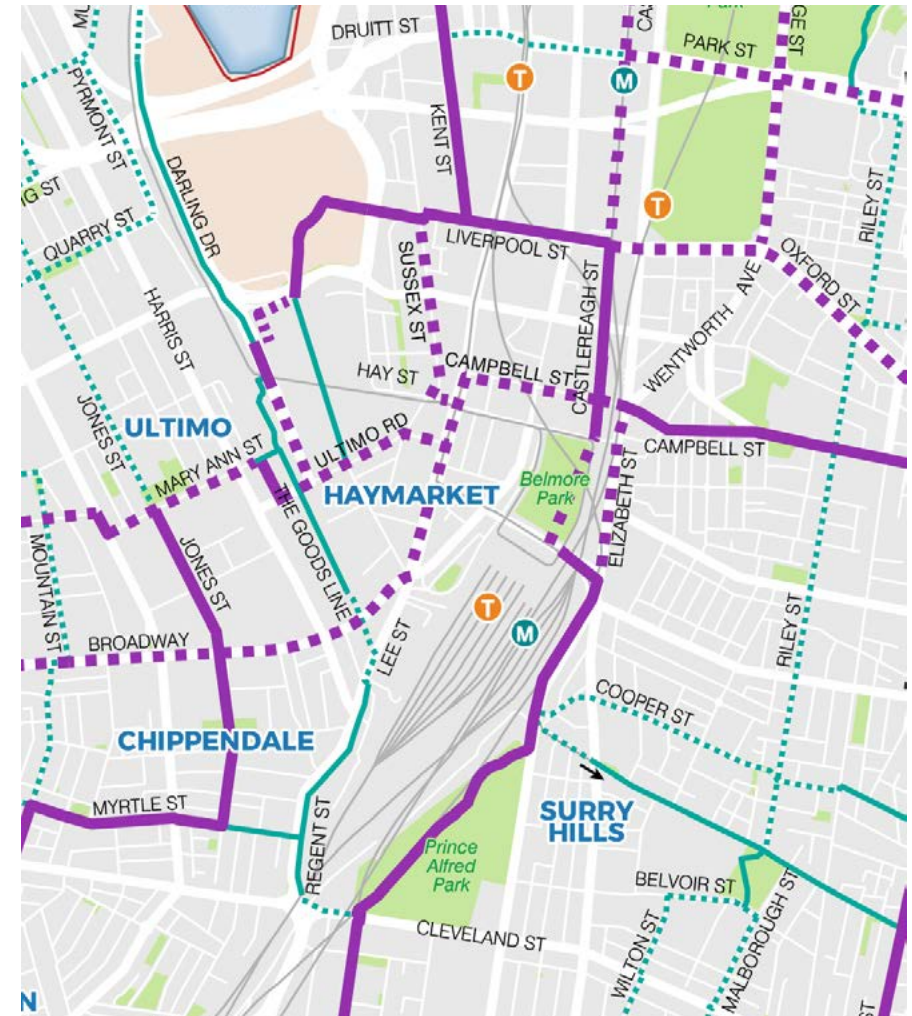 DRUITT ST
PARK ST
PYRMONT ST
KENT ST
T
M
DARLING DR
T
RILEY ST
QUARRY ST
LIVERPOOL ST
SUSSEX ST
CASTLEREAGH ST
WENTWORTH AVE
OXFORD ST
HARRIS ST
HAY ST
CAMPBELL ST
JONES ST
ULTIMO
MARY ANN ST
ULTIMO RD
CAMPBELL ST
HAYMARKET
Belmore
Park
ELIZABETH ST
THE GOODS LINE
MOUNTAIN ST
JONES ST
T
M
BROADWAY
LEE ST
RILEY ST
COOPER ST
CHIPPENDALE
MYRTLE ST
REGENT ST
SURRY
HILLS
Prince
Alfred
Park
BELVOIR ST
MALBOROUGH ST
WILTON ST
CLEVELAND ST